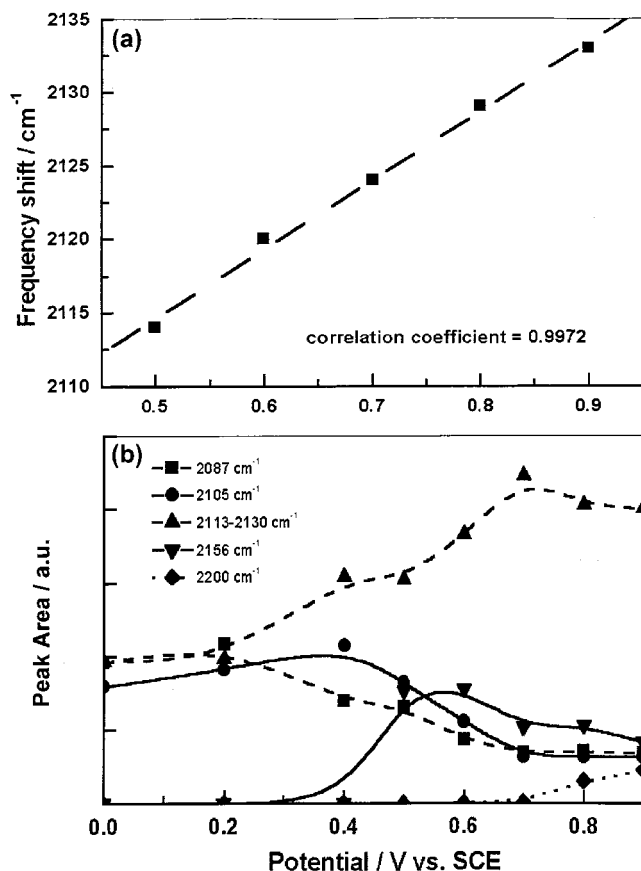 (a)
Frequency shift / cm⁻¹
2135
2130
2125
2120
2115
2110
correlation coefficient = 0.9972
0.5 0.6 0.7 0.8 0.9
(b)
Peak Area / a.u.
2087 cm⁻¹
2105 cm⁻¹
2113-2130 cm⁻¹
2156 cm⁻¹
2200 cm⁻¹
0.0 0.2 0.4 0.6 0.8
Potential / V vs. SCE